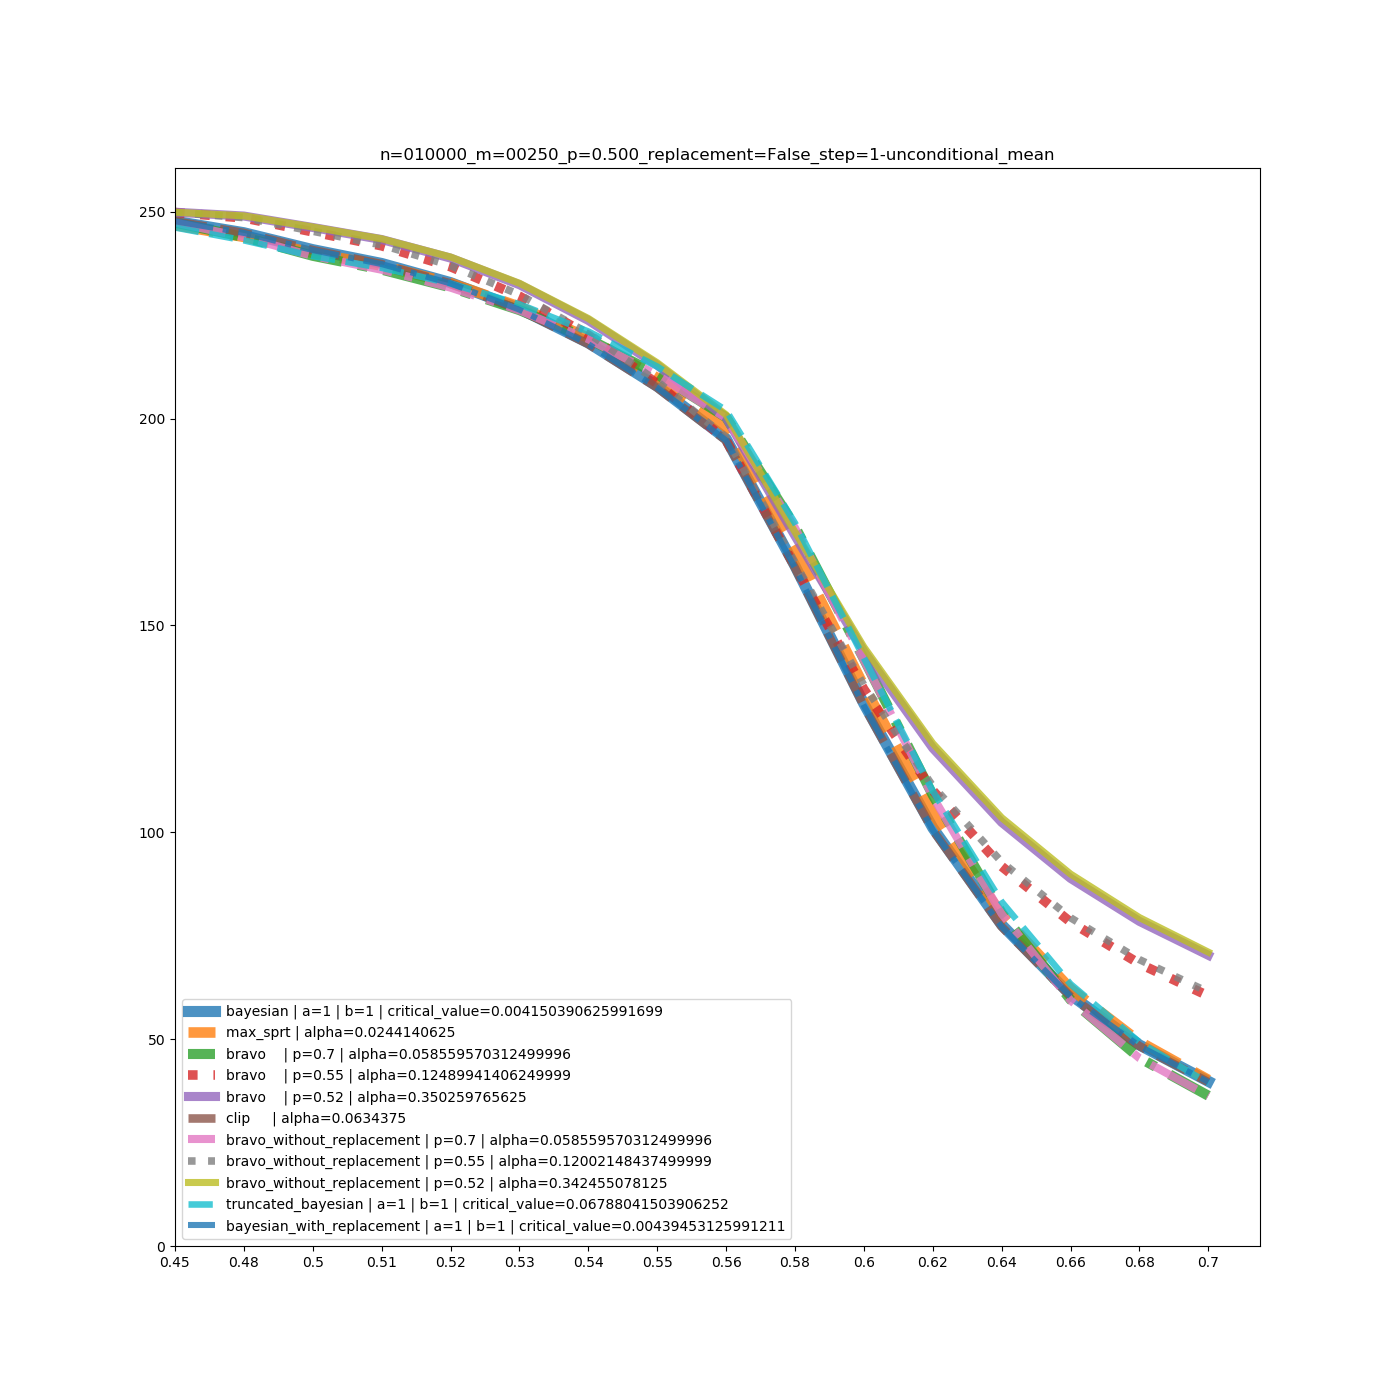 n=010000_m=00250_p=0.500_replacement=False_step=1-unconditional_mean
250
200
150
100
50
0
bayesian | a=1 | b=1 | critical_value=0.004150390625991699
max_sprt | alpha=0.0244140625
bravo    | p=0.7 | alpha=0.058559570312499996
bravo    | p=0.55 | alpha=0.12489941406249999
bravo    | p=0.52 | alpha=0.350259765625
clip     | alpha=0.0634375
bravo_without_replacement | p=0.7 | alpha=0.058559570312499996
bravo_without_replacement | p=0.55 | alpha=0.12002148437499999
bravo_without_replacement | p=0.52 | alpha=0.342455078125
truncated_bayesian | a=1 | b=1 | critical_value=0.06788041503906252
bayesian_with_replacement | a=1 | b=1 | critical_value=0.00439453125991211
0.45 0.48 0.5 0.51 0.52 0.53 0.54 0.55 0.56 0.58 0.6 0.62 0.64 0.66 0.68 0.7